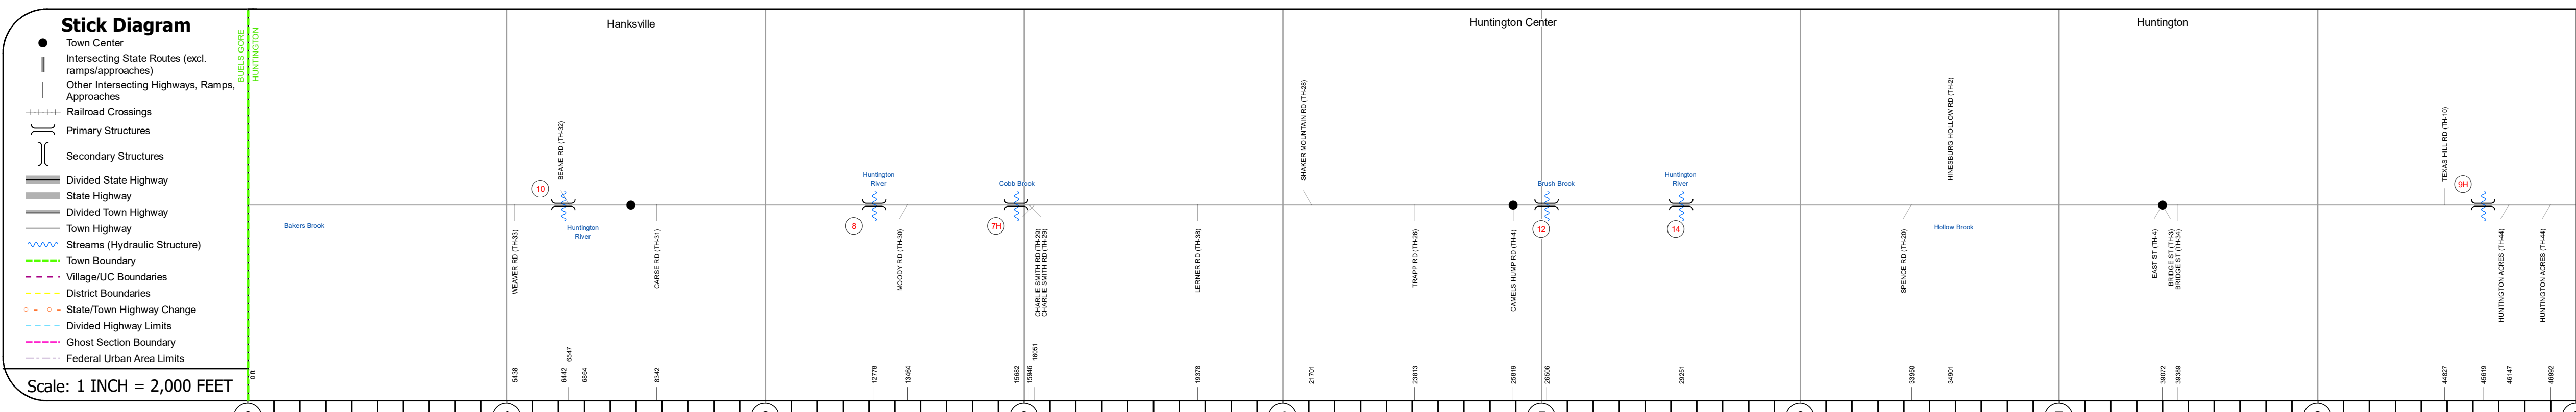 Stick Diagram
Town Center
Intersecting State Routes (excl.
ramps/approaches)
Other Intersecting Highways, Ramps,
Approaches
Railroad Crossings
Primary Structures
Secondary Structures
Divided State Highway
State Highway
Divided Town Highway
Town Highway
Streams (Hydraulic Structure)
Town Boundary
Village/UC Boundaries
District Boundaries
State/Town Highway Change
Divided Highway Limits
Ghost Section Boundary
Federal Urban Area Limits
Scale: 1 INCH = 2,000 FEET
BUELS GORE
HUNTINGTON
Hanksville
Huntington Center
Huntington
BEANE RD (TH-32)
SHAKER MOUNTAIN RD (TH-28)
HINESBURG HOLLOW RD (TH-2)
TEXAS HILL RD (TH-10)
10
Huntington
River
Cobb Brook
Brush Brook
Huntington
River
9H
Bakers Brook
Huntington
River
8
7H
12
14
Hollow Brook
WEAVER RD (TH-33)
CARSE RD (TH-31)
MOODY RD (TH-30)
CHARLIE SMITH RD (TH-29)
CHARLIE SMITH RD (TH-29)
LERNER RD (TH-38)
TRAPP RD (TH-26)
CAMELS HUMP RD (TH-4)
SPENCE RD (TH-20)
EAST ST (TH-4)
BRIDGE ST (TH-3)
BRIDGE ST (TH-34)
HUNTINGTON ACRES (TH-44)
HUNTINGTON ACRES (TH-44)
0 ft
5438
6442
6547
6864
8342
12778
13464
15682
15946
16051
19378
21701
23813
25819
26506
29251
33950
34901
39072
39389
44827
45619
46147
46992